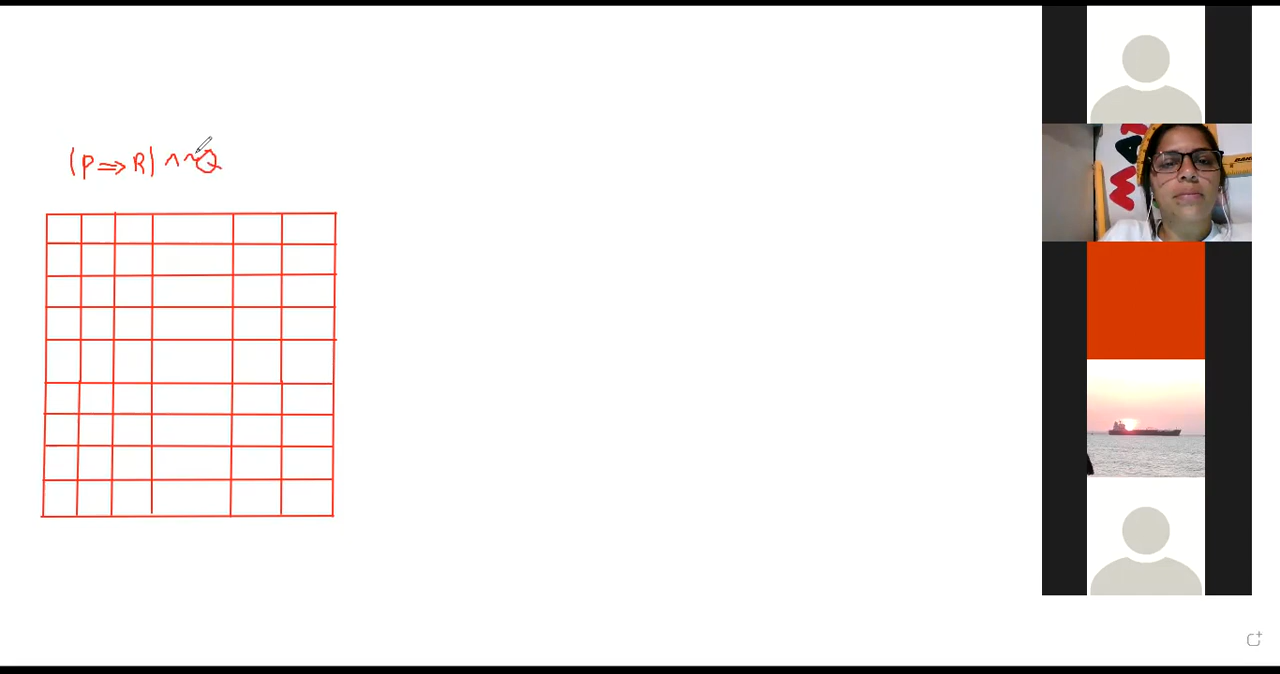 (P ⇒ R) ∧ ~Q